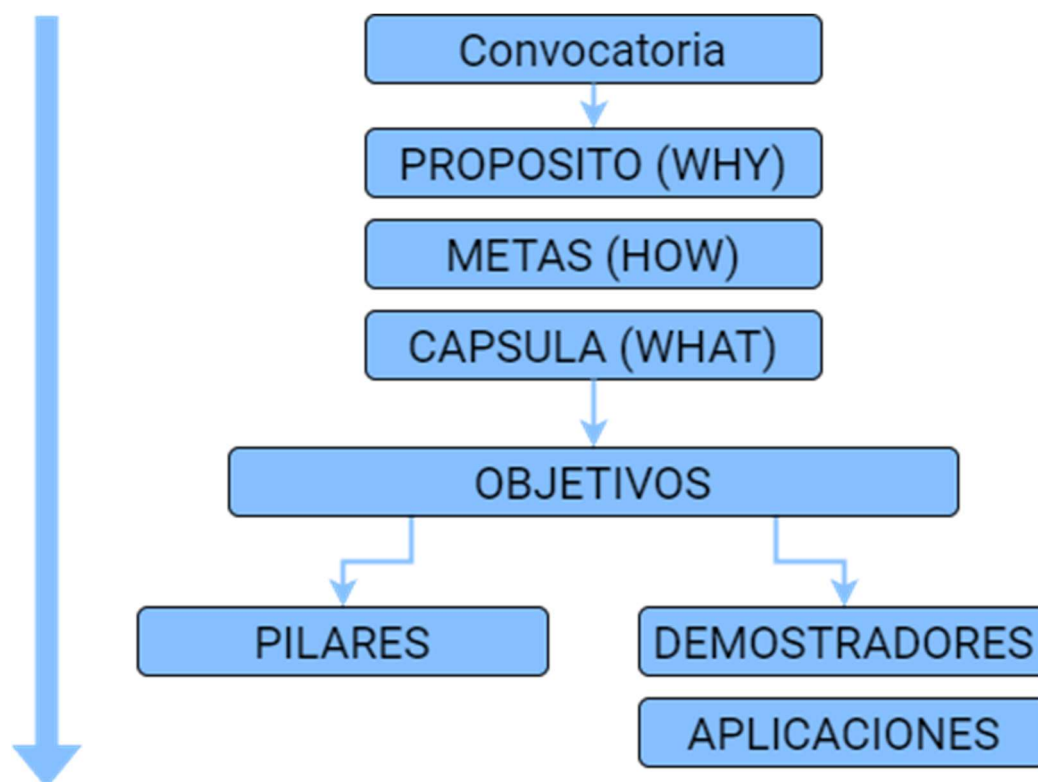 Convocatoria
PROPOSITO (WHY)
METAS (HOW)
CAPSULA (WHAT)
OBJETIVOS
PILARES
DEMOSTRADORES
APLICACIONES